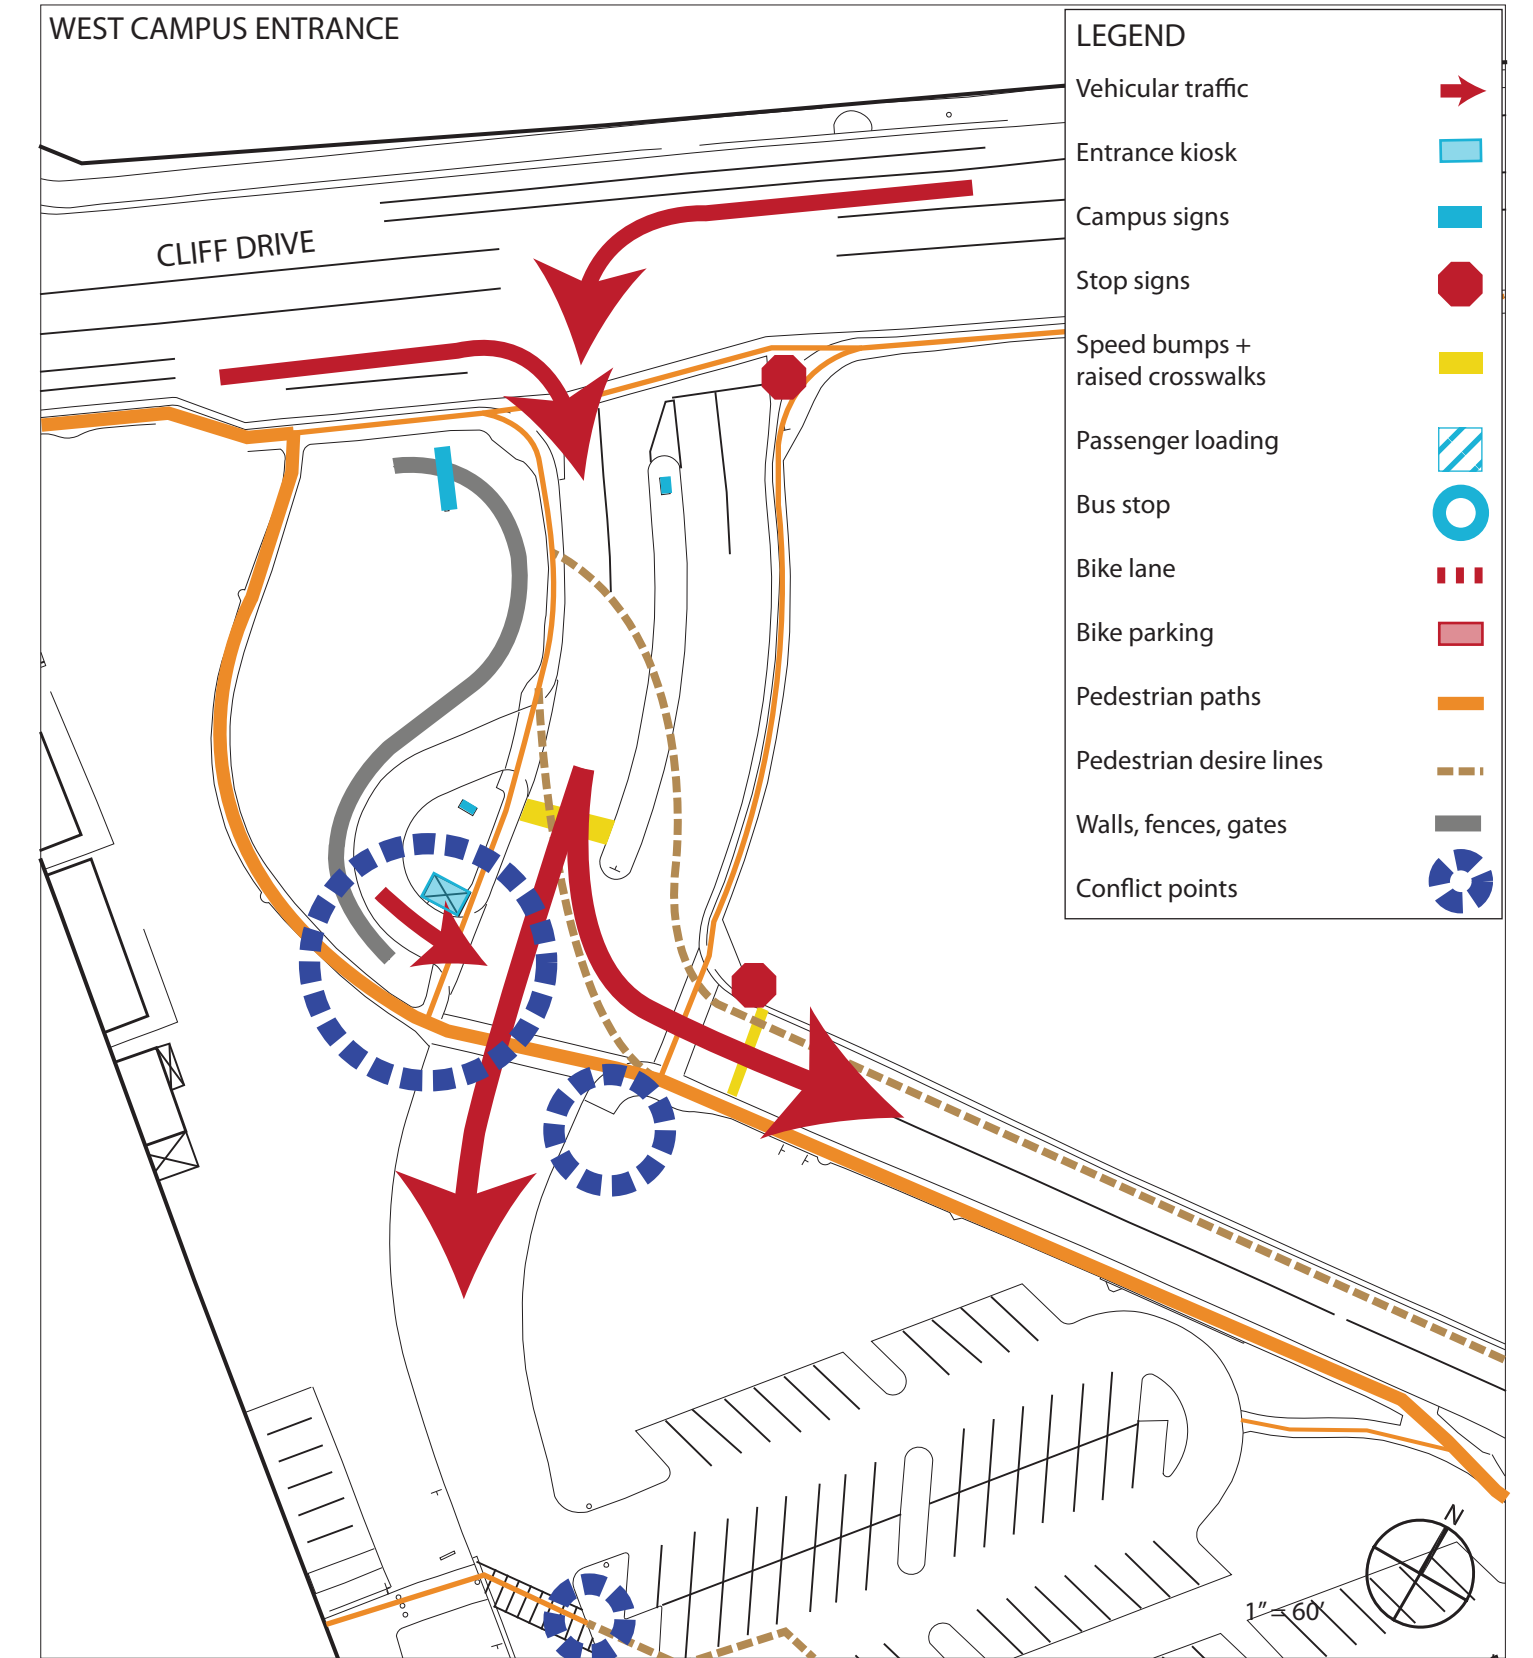 WEST CAMPUS ENTRANCE
LEGEND
Vehicular traffic
Entrance kiosk
Campus signs
Stop signs
Speed bumps +
raised crosswalks
Passenger loading
Bus stop
Bike lane
Bike parking
Pedestrian paths
Pedestrian desire lines
Walls, fences, gates
Conflict points
CLIFF DRIVE
N
1” = 60’